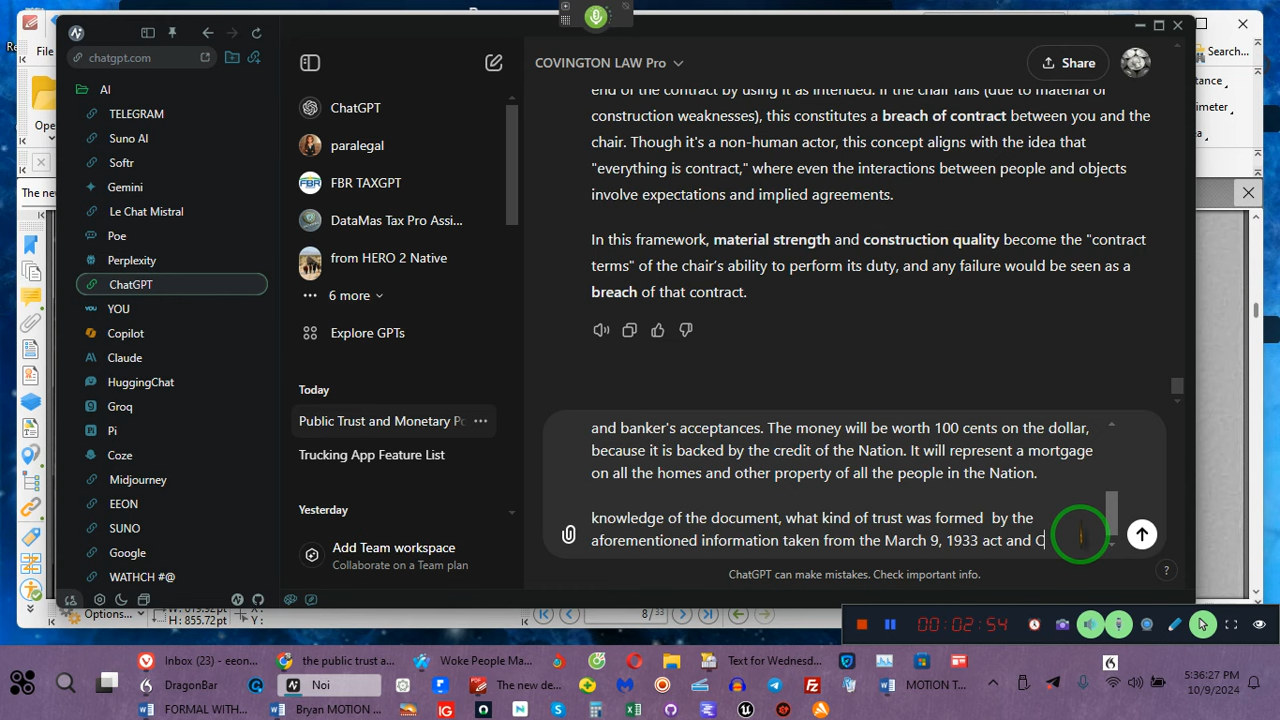 File
Ope
The new
Search...
stance
imeter
chatgpt.com
AI
TELEGRAM
Suno AI
Softr
Gemini
Le Chat Mistral
Poe
Perplexity
ChatGPT
YOU
Copilot
Claude
HuggingChat
Groq
Pi
Coze
Midjourney
EEON
SUNO
Google
WATHCH #@
ChatGPT
paralegal
FBR TAXGPT
DataMas Tax Pro Assi...
from HERO 2 Native
6 more
Explore GPTs
Today
Public Trust and Monetary Pc
Trucking App Feature List
Yesterday
Add Team workspace
Collaborate on a Team plan
COVINGTON LAW Pro
Share
end of the contract by using it as intended. If the chair fails (due to material or
construction weaknesses), this constitutes a breach of contract between you and the
chair. Though it's a non-human actor, this concept aligns with the idea that
"everything is contract," where even the interactions between people and objects
involve expectations and implied agreements.
In this framework, material strength and construction quality become the "contract
terms" of the chair's ability to perform its duty, and any failure would be seen as a
breach of that contract.
and banker's acceptances. The money will be worth 100 cents on the dollar,
because it is backed by the credit of the Nation. It will represent a mortgage
on all the homes and other property of all the people in the Nation.
knowledge of the document, what kind of trust was formed  by the
aforementioned information taken from the March 9, 1933 act and C
ChatGPT can make mistakes. Check important info.
?
Options...
H: 855.72 pt
X:
Y:
8 / 33
00:02:54
Inbox (23) - eeon...
the public trust a...
Woke People Ma...
Text for Wednesd...
DragonBar
Noi
The new de...
MOTION T...
FORMAL WITH...
Bryan MOTION ...
5:36:27 PM
10/9/2024